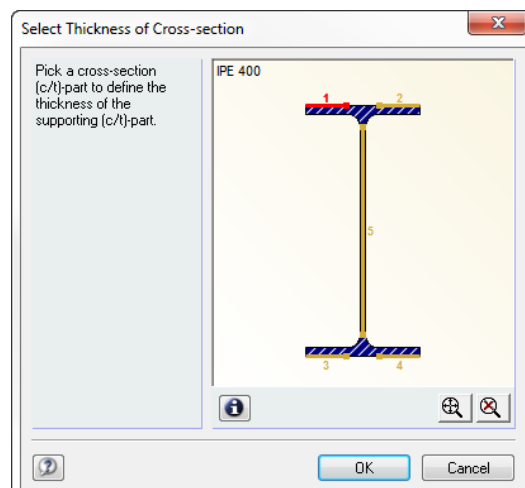 Select Thickness of Cross-section
Pick a cross-section
(c/t)-part to define the
thickness of the
supporting (c/t)-part.
IPE 400
1
2
5
3
4
OK
Cancel